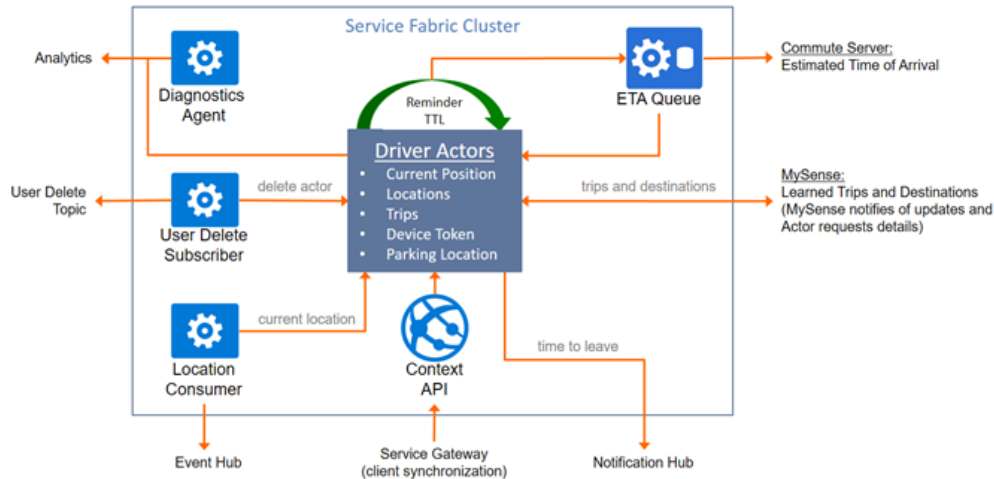 Service Fabric Cluster
Analytics
Diagnostics
Agent
Reminder
TTL
ETA Queue
Commute Server:
Estimated Time of Arrival
Driver Actors
• Current Position
• Locations
• Trips
• Device Token
• Parking Location
User Delete
Topic
delete actor
User Delete
Subscriber
trips and destinations
MySense:
Learned Trips and Destinations
(MySense notifies of updates and
Actor requests details)
current location
Location
Consumer
Context
API
time to leave
Event Hub
Service Gateway
(client synchronization)
Notification Hub